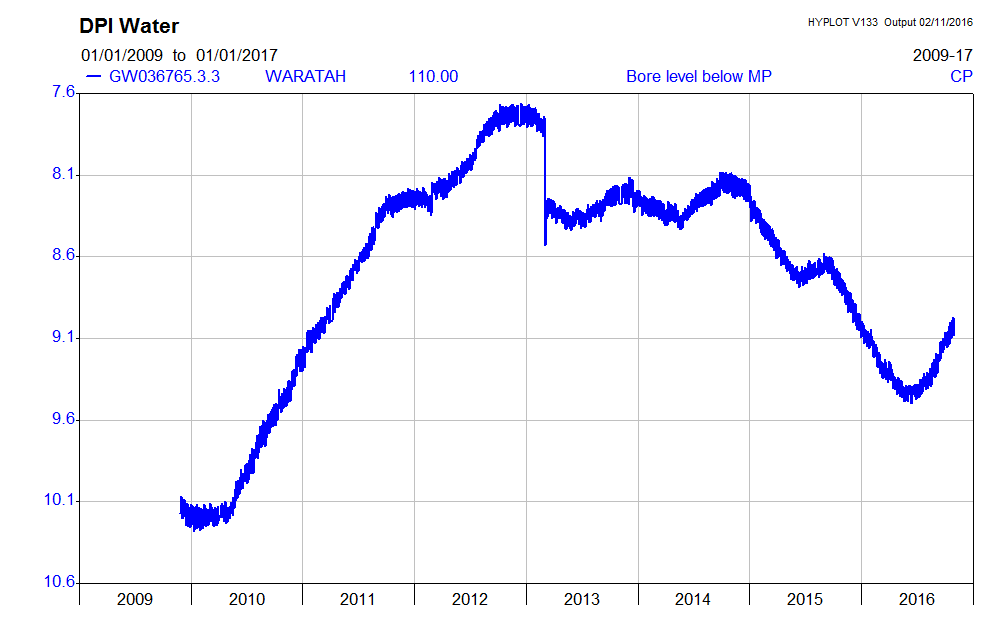 DPI Water
HYPLOT V133 Output 02/11/2016
01/01/2009 to 01/01/2017
2009-17
GW036765.3.3 WARATAH 110.00 Bore level below MP CP
7.6
8.1
8.6
9.1
9.6
10.1
10.6
2009 2010 2011 2012 2013 2014 2015 2016